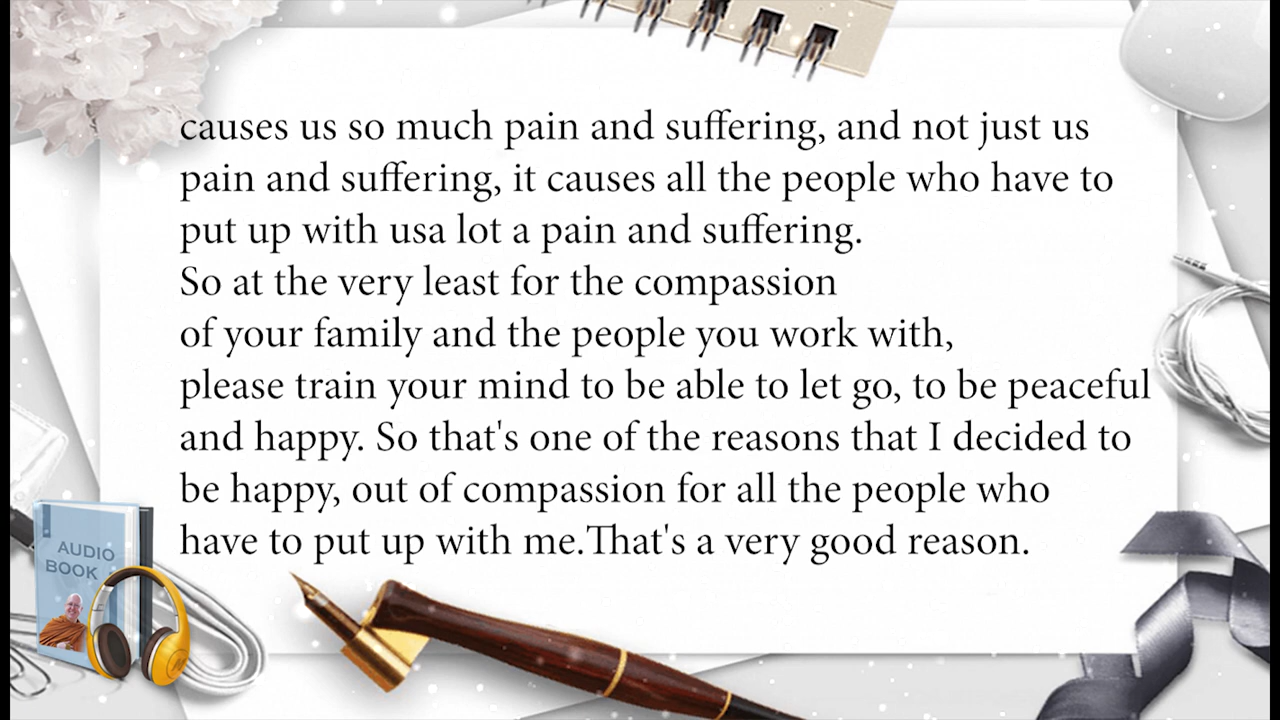 causes us so much pain and suffering, and not just us
pain and suffering, it causes all the people who have to
put up with usa lot a pain and suffering.
So at the very least for the compassion
of your family and the people you work with,
please train your mind to be able to let go, to be peaceful
and happy. So that's one of the reasons that I decided to
be happy, out of compassion for all the people who
have to put up with me.That's a very good reason.
AUDIO
BOOK